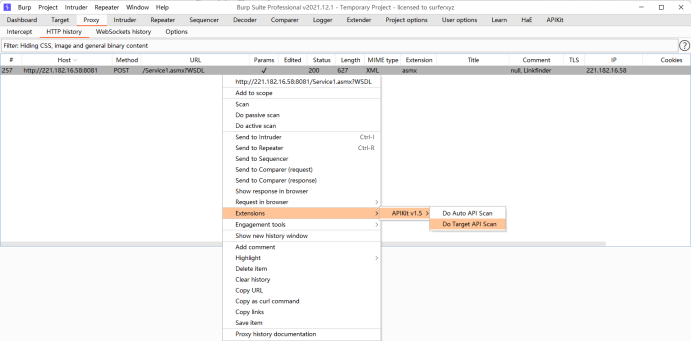 Burp Project Intruder Repeater Window Help Burp Suite Professional v2021.12.1 - Temporary Project - licensed to surferxyz
Dashboard Target Proxy Intruder Repeater Sequencer Decoder Comparer Logger Extender Project options User options Learn HaE APIKit
Intercept HTTP history WebSockets history Options
Filter: Hiding CSS, image and general binary content
# Host Method URL Params Edited Status Length MIME type Extension Title Comment TLS IP Cookies
257 http://221.182.16.58:8081 POST /Service1.asmx?WSDL ✓ 200 627 XML asmx null, Linkfinder 221.182.16.58
http://221.182.16.58:8081/Service1.asmx?WSDL
Add to scope
Scan
Do passive scan
Do active scan
Send to Intruder Ctrl-I
Send to Repeater Ctrl-R
Send to Sequencer
Send to Comparer (request)
Send to Comparer (response)
Show response in browser
Request in browser
Extensions APIKit v1.5 Do Auto API Scan
Engagement tools Do Target API Scan
Show new history window
Add comment
Highlight
Delete item
Clear history
Copy URL
Copy as curl command
Copy links
Save item
Proxy history documentation